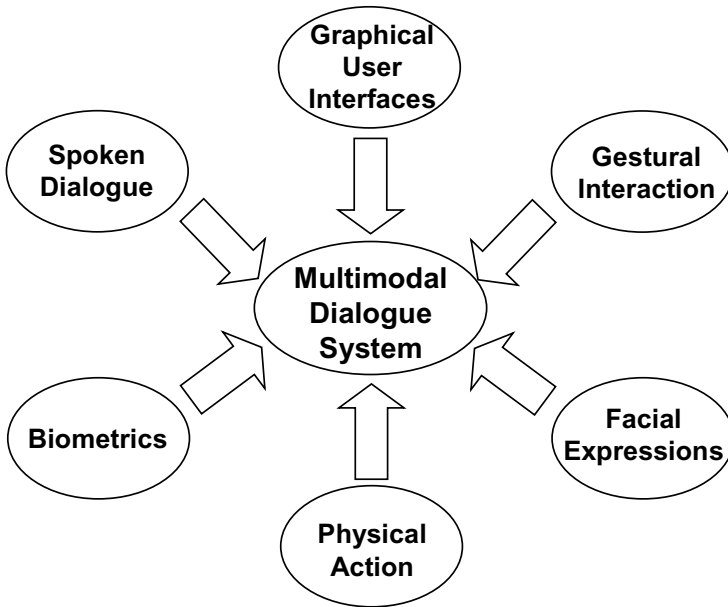 Graphical
User
Interfaces
Spoken
Dialogue
Gestural
Interaction
Multimodal
Dialogue
System
Biometrics
Facial
Expressions
Physical
Action